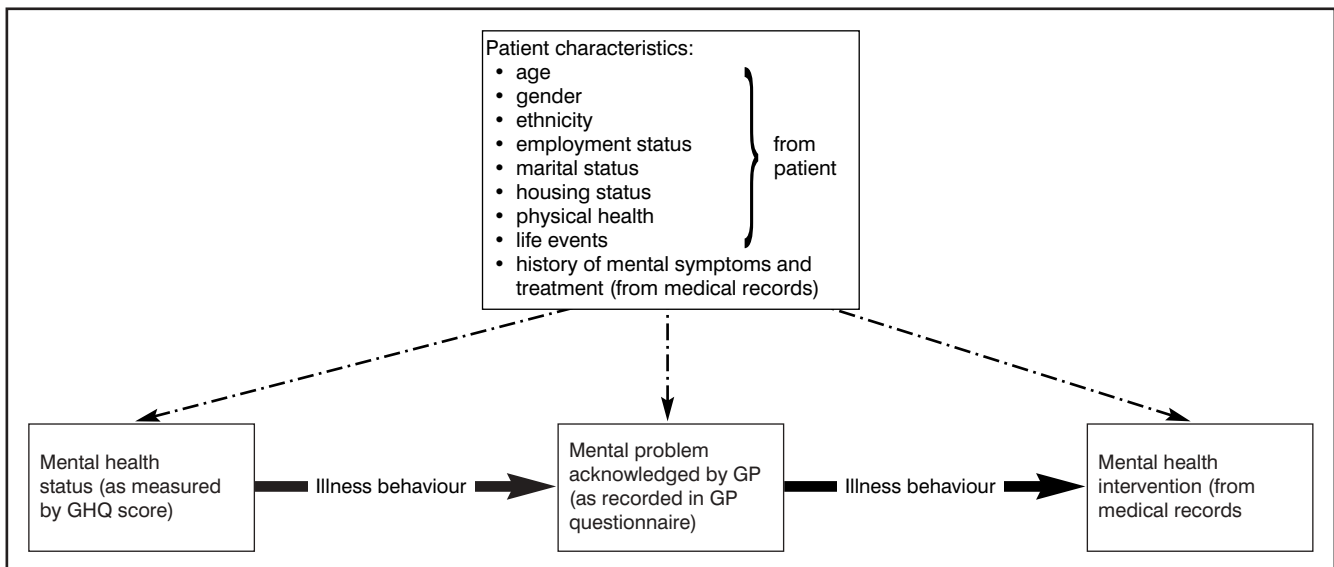 Patient characteristics:
• age
• gender
• ethnicity
• employment status
• marital status
• housing status
• physical health
• life events
• history of mental symptoms and
treatment (from medical records)
from
patient
Mental health
status (as measured
by GHQ score)
Illness behaviour
Mental problem
acknowledged by GP
(as recorded in GP
questionnaire)
Illness behaviour
Mental health
intervention (from
medical records